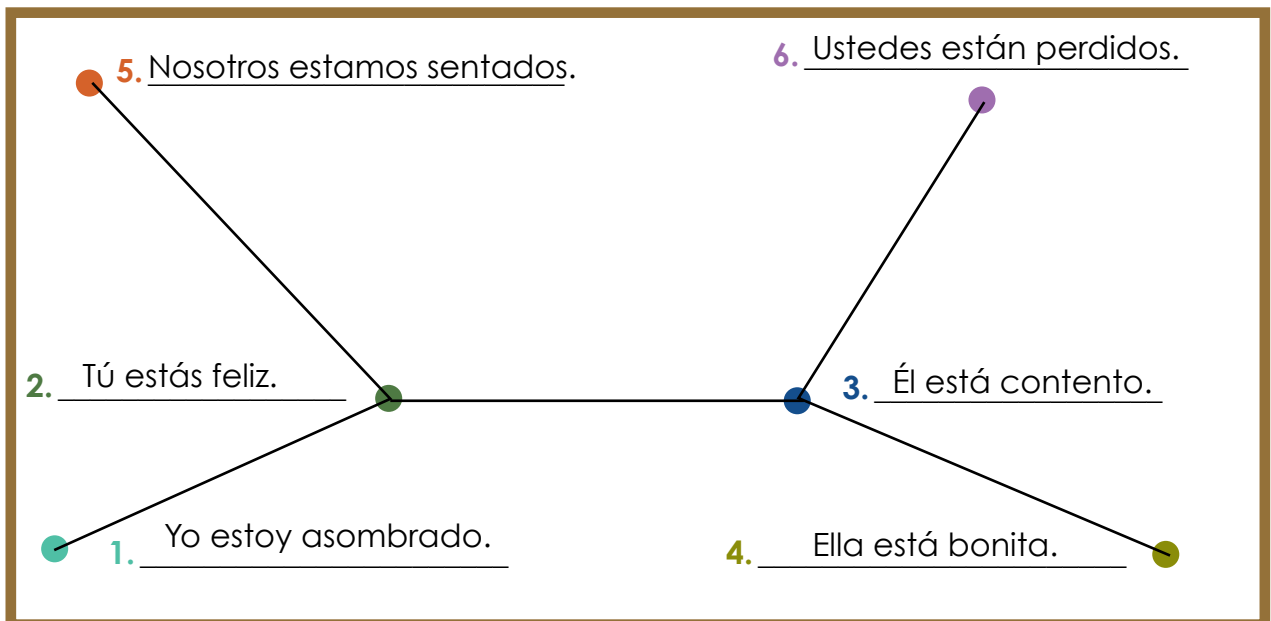 5. Nosotros estamos sentados.
6. Ustedes están perdidos.
2. Tú estás feliz.
3. Él está contento.
1. Yo estoy asombrado.
4. Ella está bonita.